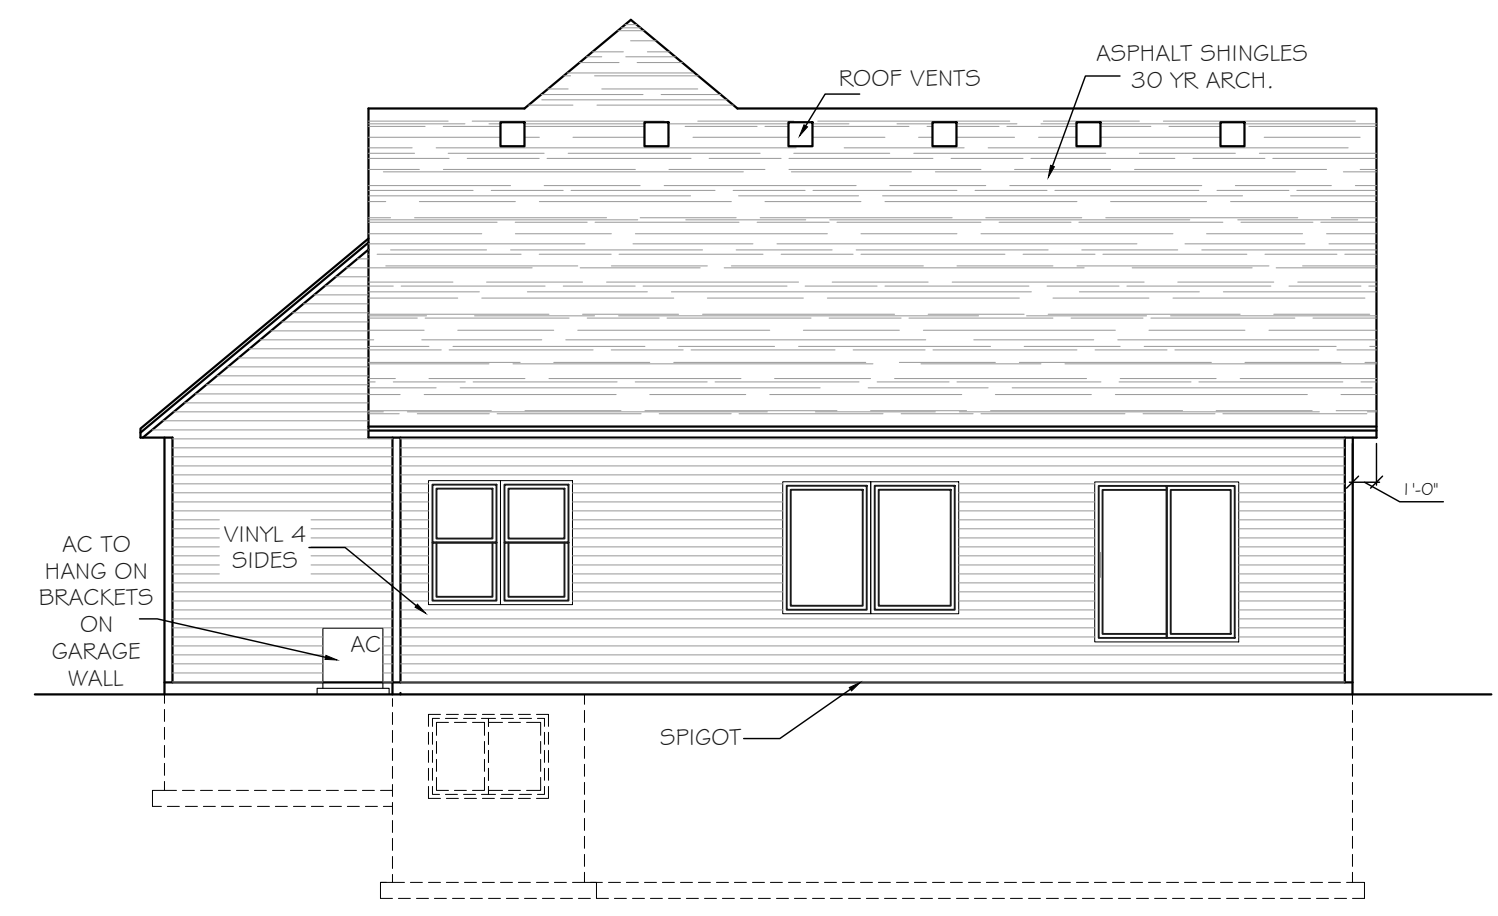 ASPHALT SHINGLES
30 YR ARCH.
ROOF VENTS
1'-0"
VINYL 4
SIDES
AC TO
HANG ON
BRACKETS
ON
GARAGE
WALL
AC
SPIGOT